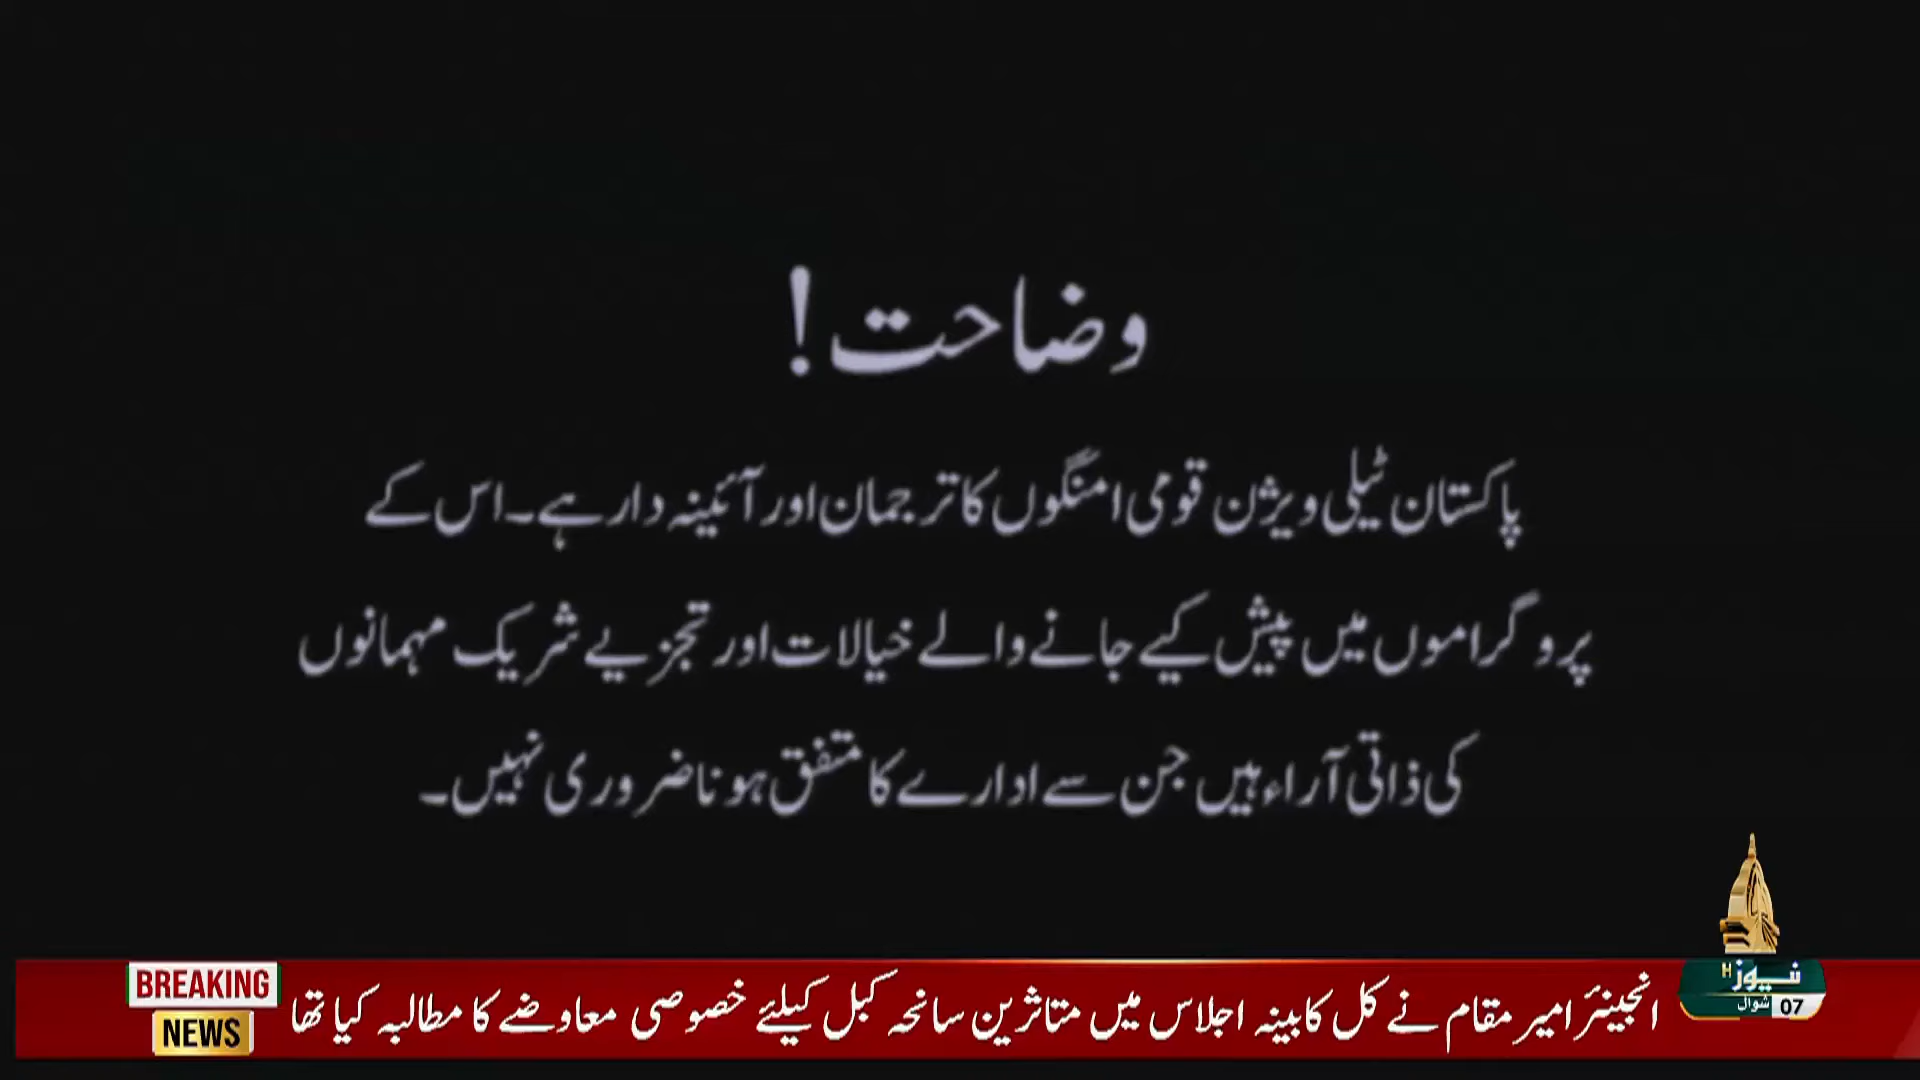 وضاحت!
پاکستان ٹیلی ویژن قومی امنگوں کا ترجمان اور آئینہ دار ہے۔ اس کے
پروگراموں میں پیش کیے جانے والے خیالات اور تجزیے شریک مہمانوں
کی ذاتی آراء ہیں جن سے ادارے کا متفق ہونا ضروری نہیں۔
نیوز H
07 شوال
BREAKING
NEWS
انجینئر امیر مقام نے کل کابینہ اجلاس میں متاثرین سانحہ کبل کیلئے خصوصی معاوضے کا مطالبہ کیا تھا